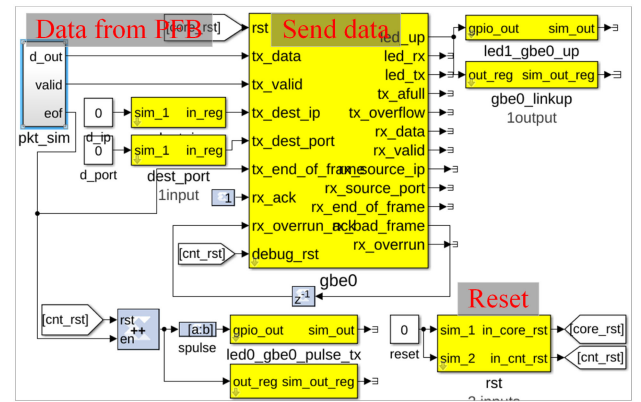 Data from PFB
Send data
[core_rst]
rst
led_up
gpio_out
sim_out
led1_gbe0_up
d_out
tx_data
led_rx
valid
tx_valid
led_tx
out_reg
sim_out_reg
gbe0_linkup
1output
eof
pkt_sim
0
sim_1
in_reg
tx_dest_ip
tx_afull
tx_overflow
d_ip
rx_data
0
sim_1
in_reg
tx_dest_port
rx_valid
d_port
dest_port
1input
tx_end_of_frame
rx_source_ip
rx_source_port
1
rx_ack
rx_end_of_frame
rx_overrun_ack
rx_bad_frame
rx_overrun
[cnt_rst]
debug_rst
gbe0
z-1
Reset
[cnt_rst]
rst
en
++
[a:b]
spulse
gpio_out
sim_out
led0_gbe0_pulse_tx
out_reg
sim_out_reg
0
reset
sim_1
in_core_rst
[core_rst]
sim_2
in_cnt_rst
[cnt_rst]
rst